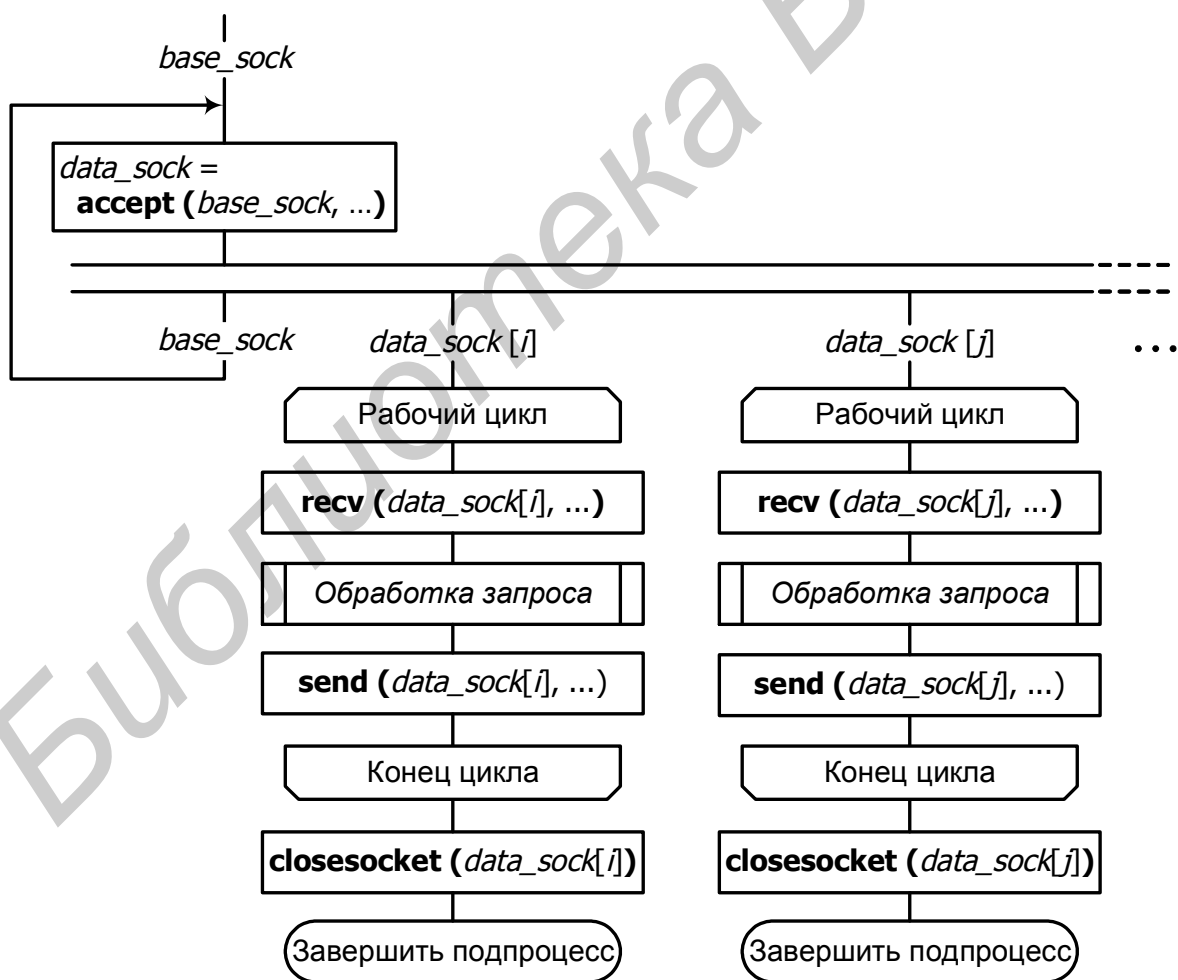 base_sock
data_sock =
accept (base_sock, ...)
base_sock
data_sock [i]
data_sock [j]
...
Рабочий цикл
Рабочий цикл
recv (data_sock[i], ...)
recv (data_sock[j], ...)
Обработка запроса
Обработка запроса
send (data_sock[i], ...)
send (data_sock[j], ...)
Конец цикла
Конец цикла
closesocket (data_sock[i])
closesocket (data_sock[j])
Завершить подпроцесс
Завершить подпроцесс
Библиотека